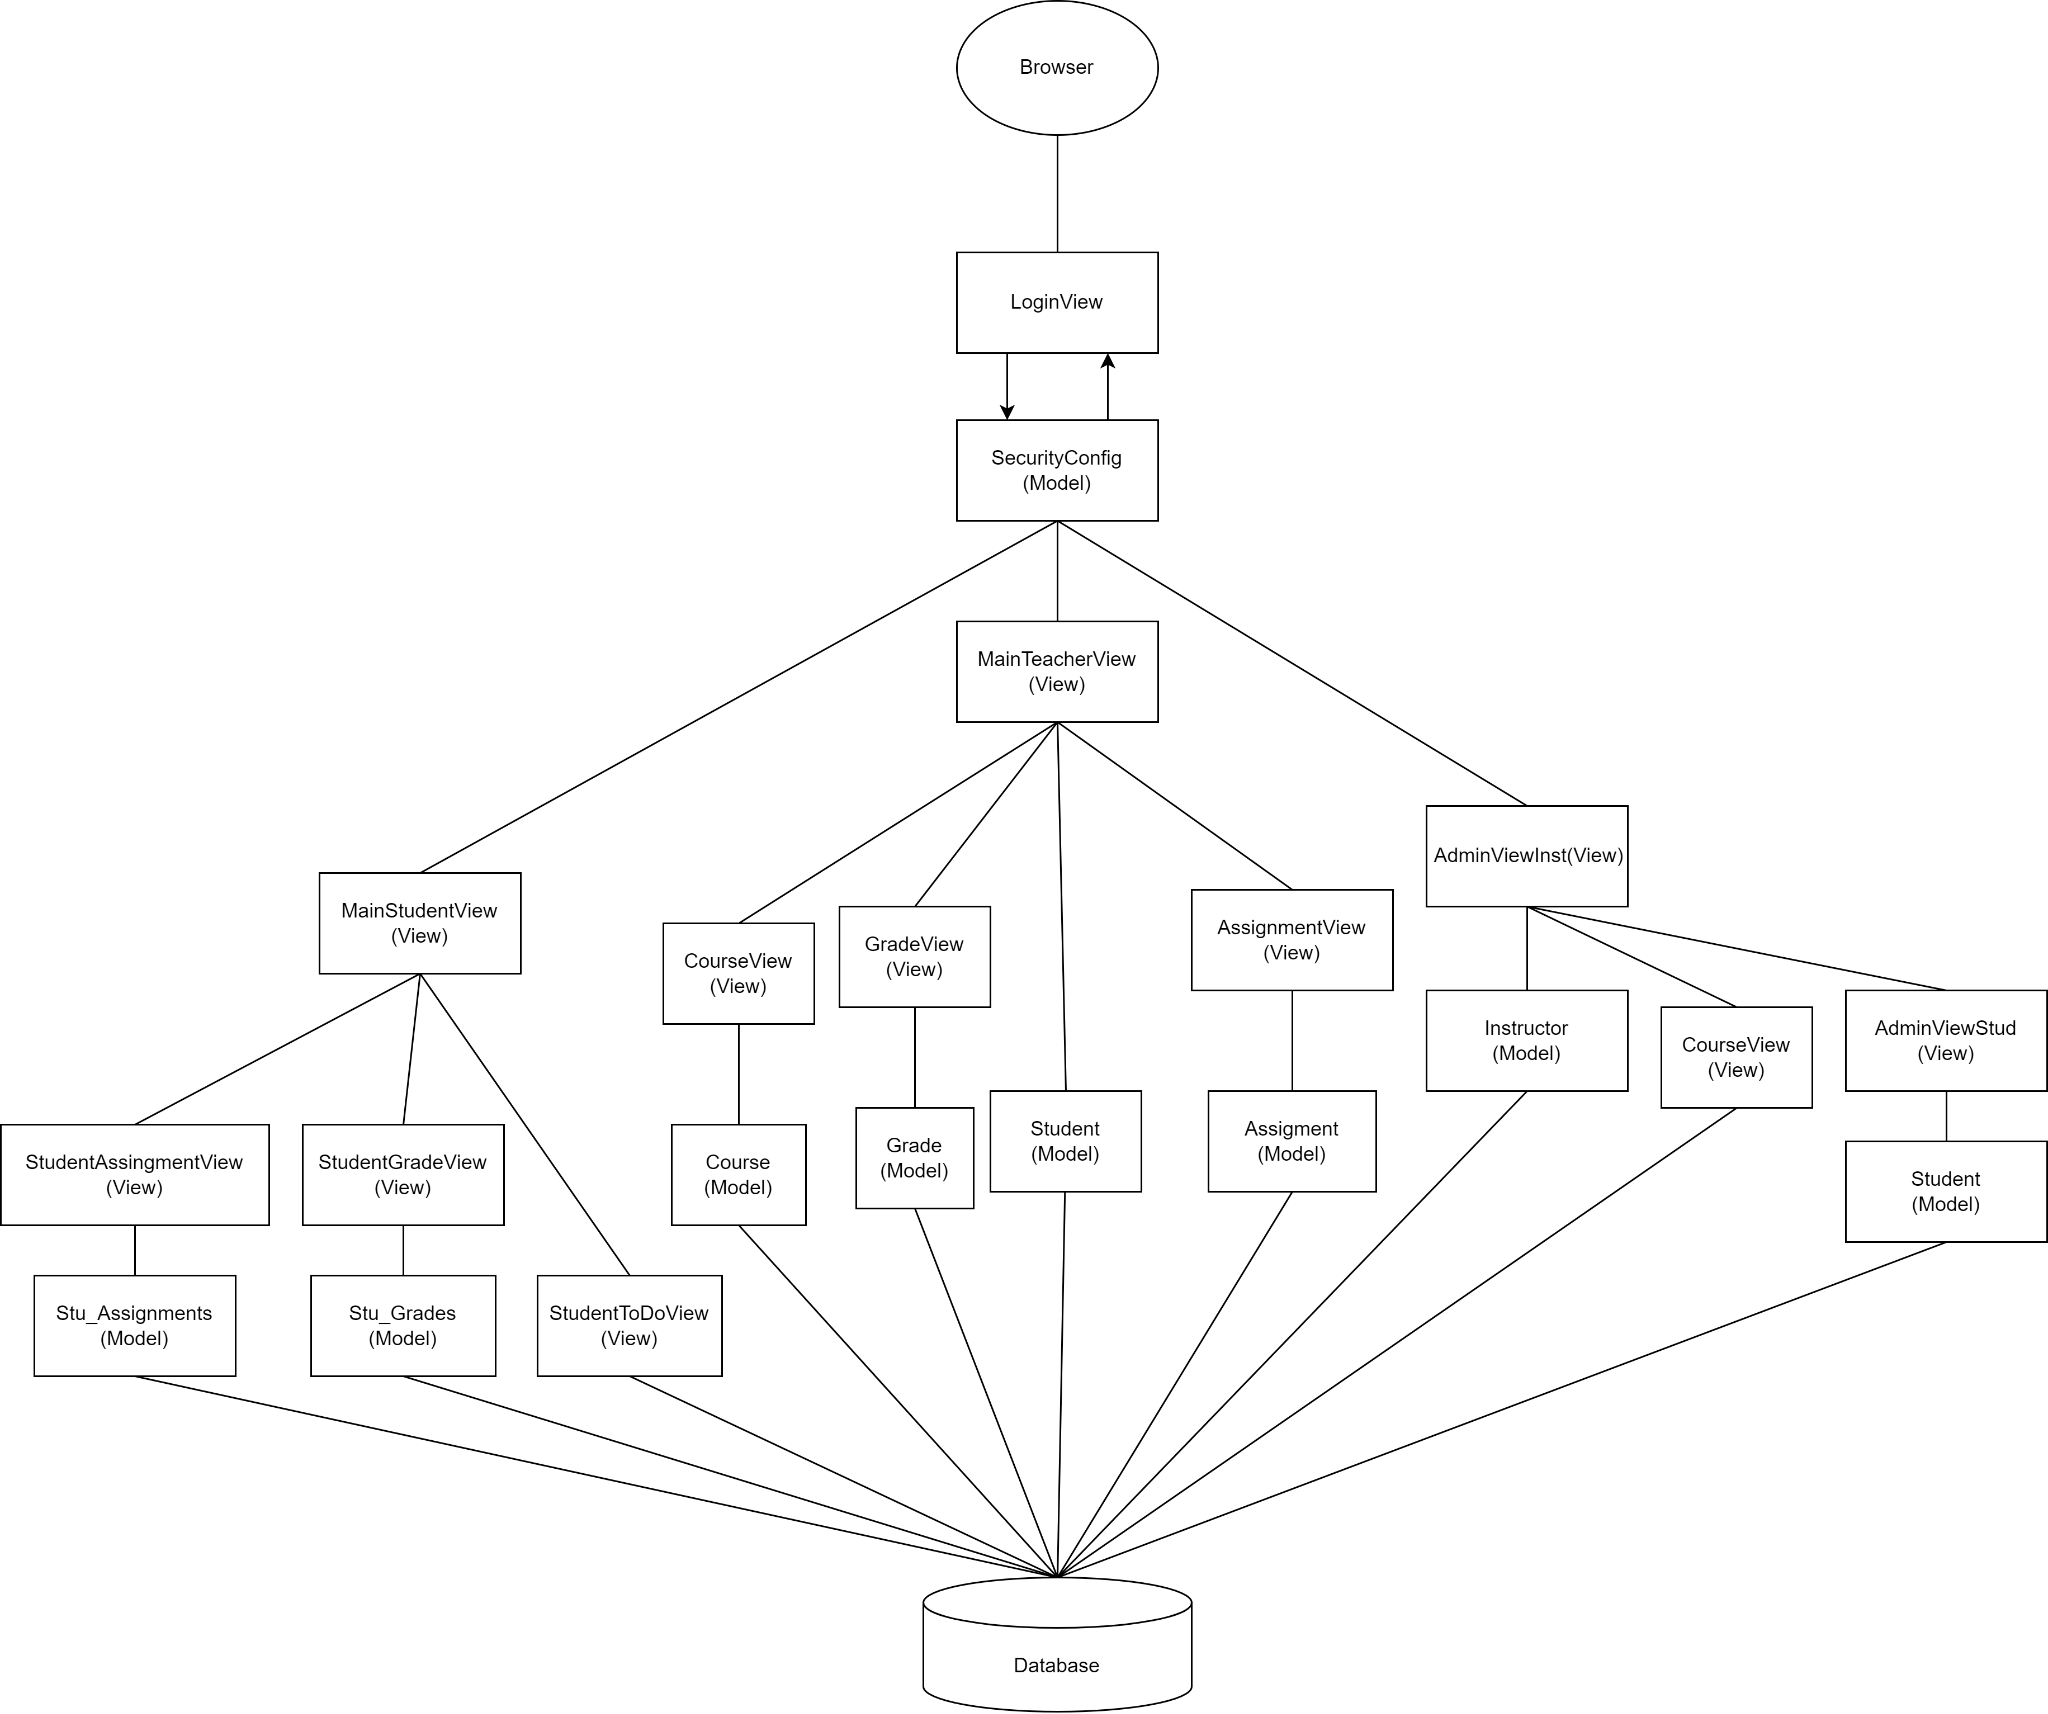 Browser
LoginView
SecurityConfig
(Model)
MainTeacherView
(View)
AdminViewInst(View)
MainStudentView
(View)
CourseView
(View)
GradeView
(View)
AssignmentView
(View)
Instructor
(Model)
CourseView
(View)
AdminViewStud
(View)
StudentAssingmentView
(View)
StudentGradeView
(View)
Course
(Model)
Grade
(Model)
Student
(Model)
Assigment
(Model)
Student
(Model)
Stu_Assignments
(Model)
Stu_Grades
(Model)
StudentToDoView
(View)
Database